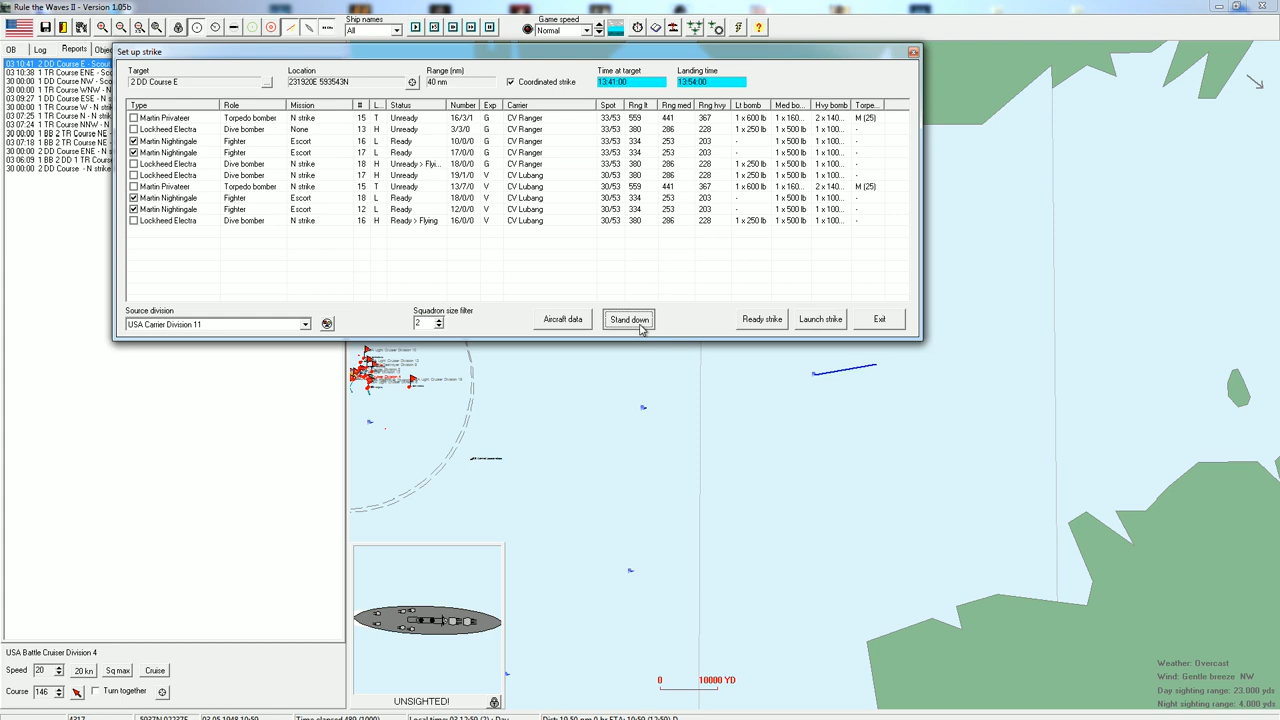 Rule the Waves II - Version 1.05b
Ship names
All
Game speed
Normal
OB Log Reports Objec
03 10:41 2 DD Course E - Scout
03 10:38 1 TR Course ENE - Sco
30 00:00 2 DD Course NW - Sco
30 00:00 1 TR Course WNW - N
03 09:27 1 DD Course ESE - N s
30 00:00 1 TR Course W - N stri
03 07:25 1 TR Course N - N stri
03 07:24 1 TR Course NNW - N
30 00:00 1 BB 2 TR Course NE -
03 07:18 1 BB 2 TR Course ENE
03 06:09 1 BB 2 DD 1 TR Course
30 00:00 2 DD Course - N strike
Set up strike
Target
2 DD Course E
...
Location
231920E 593543N
Range (nm)
40 nm
Coordinated strike
Time at target
13:41:00
Landing time
13:54:00
Type Role Mission # L... Status Number Exp Carrier Spot Rng lt Rng med Rng hvy Lt bomb Med bo... Hvy bomb Torpe...
Martin Privateer Torpedo bomber N strike 15 T Unready 16/3/1 G CV Ranger 33/53 559 441 367 1 x 600 lb 1 x 160... 2 x 140... M (25)
Lockheed Electra Dive bomber None 13 H Unready 3/3/0 G CV Ranger 33/53 380 286 228 1 x 250 lb 1 x 500 lb 1 x 100... -
Martin Nightingale Fighter Escort 16 L Ready 10/0/0 G CV Ranger 33/53 334 253 203 - 1 x 500 lb 1 x 100... -
Martin Nightingale Fighter Escort 17 L Ready 17/0/0 G CV Ranger 33/53 334 253 203 - 1 x 500 lb 1 x 100... -
Lockheed Electra Dive bomber N strike 18 H Unready > Flyi... 18/0/0 G CV Ranger 33/53 380 286 228 1 x 250 lb 1 x 500 lb 1 x 100... -
Lockheed Electra Dive bomber N strike 17 H Unready 19/1/0 V CV Lubang 30/53 380 286 228 1 x 250 lb 1 x 500 lb 1 x 100... -
Martin Privateer Torpedo bomber N strike 15 T Unready 13/7/0 V CV Lubang 30/53 559 441 367 1 x 600 lb 1 x 160... 2 x 140... M (25)
Martin Nightingale Fighter Escort 18 L Ready 18/0/0 V CV Lubang 30/53 334 253 203 - 1 x 500 lb 1 x 100... -
Martin Nightingale Fighter Escort 12 L Ready 12/0/0 V CV Lubang 30/53 334 253 203 - 1 x 500 lb 1 x 100... -
Lockheed Electra Dive bomber N strike 16 H Ready > Flying 16/0/0 V CV Lubang 30/53 380 286 228 1 x 250 lb 1 x 500 lb 1 x 100... -
Source division
USA Carrier Division 11
Squadron size filter
2
Aircraft data
Stand down
Ready strike
Launch strike
Exit
UNSIGHTED!
0 10000 YD
Weather: Overcast
Wind: Gentle breeze NW
Day sighting range: 23.000 yds
Night sighting range: 4.000 yds
USA Battle Cruiser Division 4
Speed 20 20 kn Sq max Cruise
Course 146 Turn together